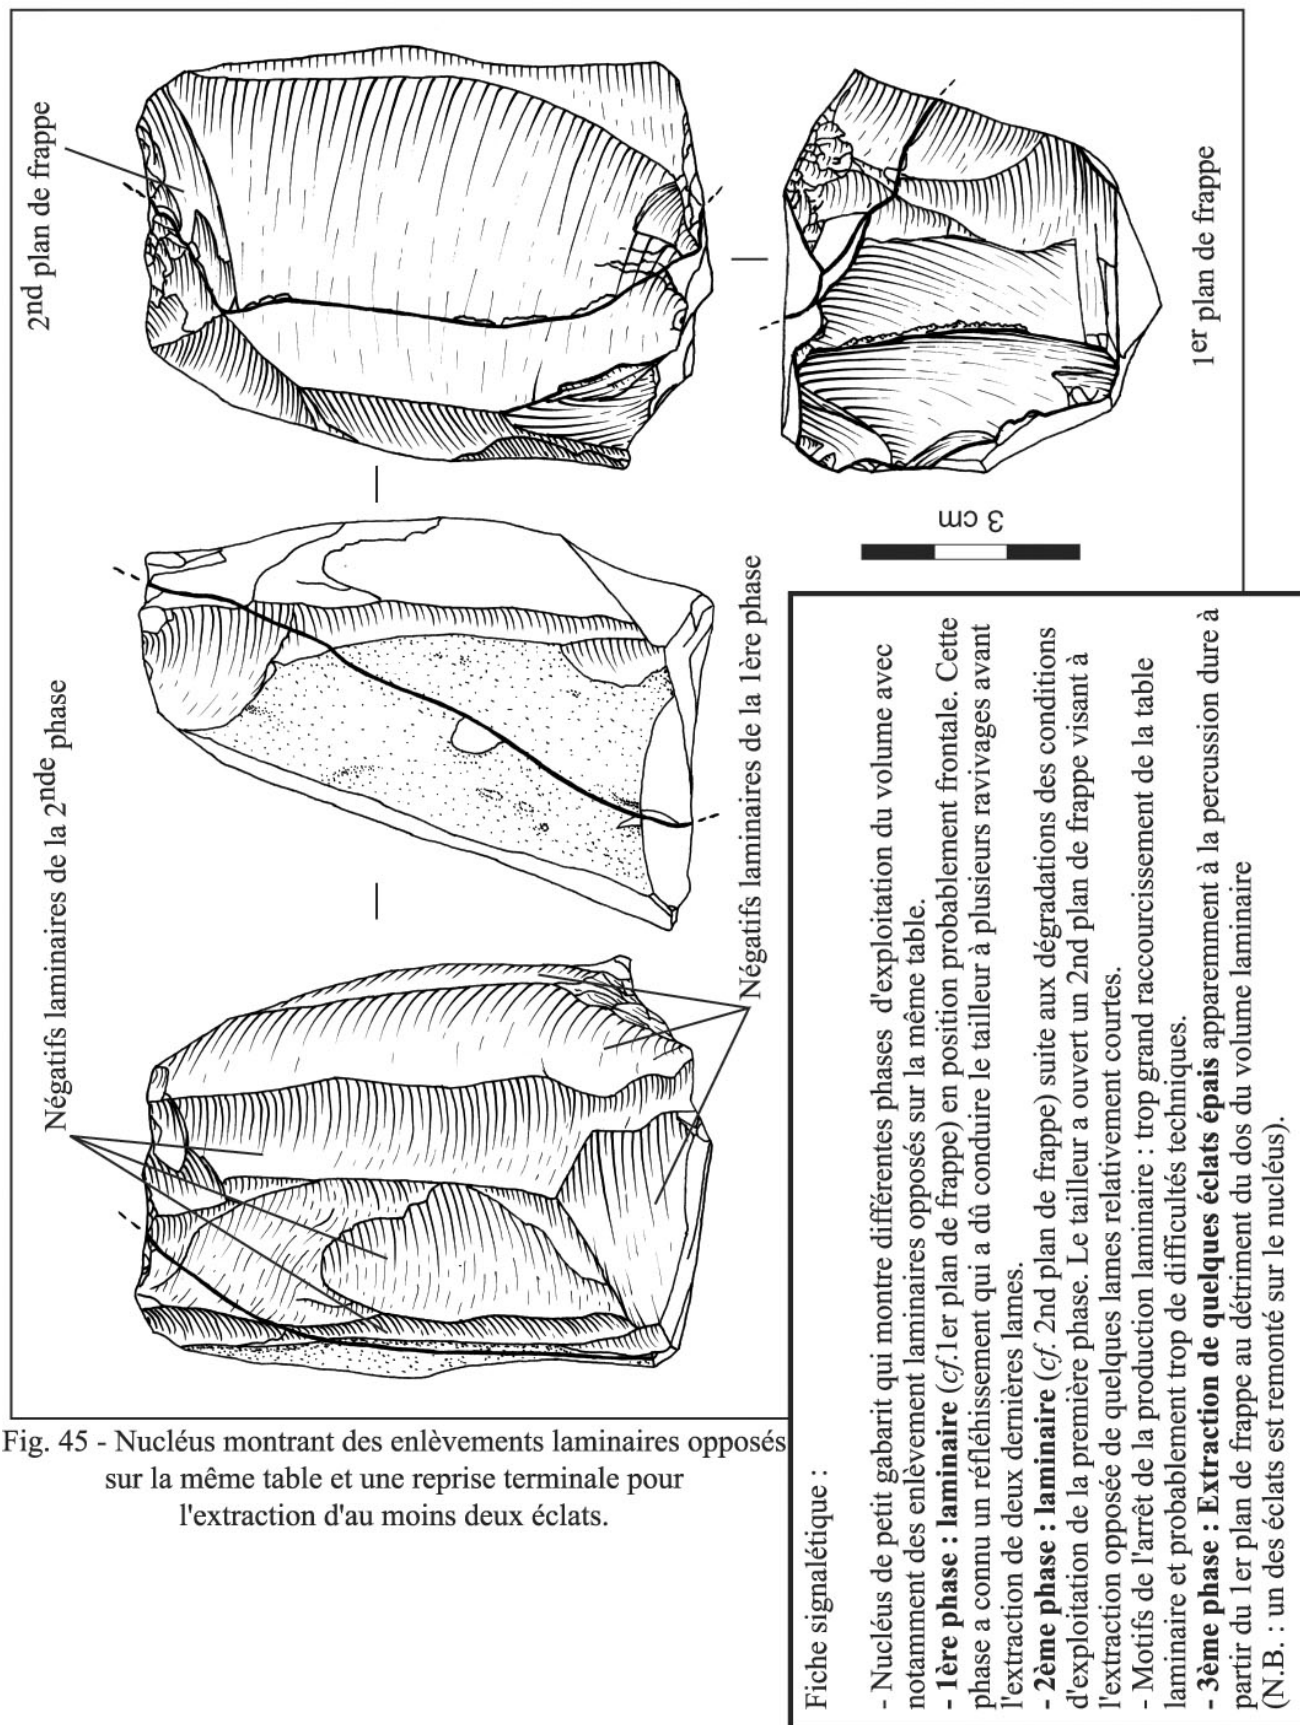 2nd plan de frappe
1er plan de frappe
3 cm
Négatifs laminaires de la 2nde phase
Négatifs laminaires de la 1ère phase
Fig. 45 - Nucléus montrant des enlèvements laminaires opposés
sur la même table et une reprise terminale pour
l'extraction d'au moins deux éclats.
Fiche signalétique :
- Nucléus de petit gabarit qui montre différentes phases d'exploitation du volume avec
notamment des enlèvement laminaires opposés sur la même table.
- 1ère phase : laminaire (cf.1er plan de frappe) en position probablement frontale. Cette
phase a connu un réfléhissement qui a dû conduire le tailleur à plusieurs ravivages avant
l'extraction de deux dernières lames.
- 2ème phase : laminaire (cf. 2nd plan de frappe) suite aux dégradations des conditions
d'exploitation de la première phase. Le tailleur a ouvert un 2nd plan de frappe visant à
l'extraction opposée de quelques lames relativement courtes.
- Motifs de l'arrêt de la production laminaire : trop grand raccourcissement de la table
laminaire et probablement trop de difficultés techniques.
- 3ème phase : Extraction de quelques éclats épais apparemment à la percussion dure à
partir du 1er plan de frappe au détriment du dos du volume laminaire
(N.B. : un des éclats est remonté sur le nucléus).